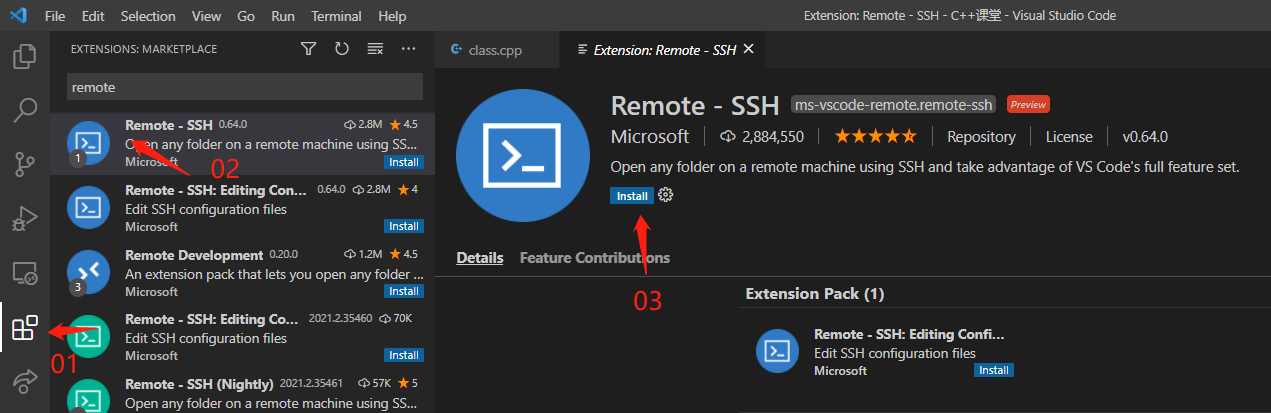 File Edit Selection View Go Run Terminal Help
Extension: Remote - SSH - C++课堂 - Visual Studio Code
EXTENSIONS: MARKETPLACE
remote
Remote - SSH 0.64.0 2.8M 4.5
Open any folder on a remote machine using SS...
Microsoft Install
1
02
Remote - SSH: Editing Conf... 0.64.0 2.8M 4
Edit SSH configuration files
Microsoft Install
Remote Development 0.20.0 1.2M 4.5
An extension pack that lets you open any folder ...
Microsoft Install
3
Remote - SSH: Editing Co... 2021.2.35460 70K
Edit SSH configuration files
Microsoft Install
01
Remote - SSH (Nightly) 2021.2.35461 57K 5
Open any folder on a remote machine using SS...
class.cpp
Extension: Remote - SSH
Remote - SSH ms-vscode-remote.remote-ssh Preview
Microsoft 2,884,550 Repository License v0.64.0
Open any folder on a remote machine using SSH and take advantage of VS Code's full feature set.
Install
Details Feature Contributions
03
Extension Pack (1)
Remote - SSH: Editing Confi...
Edit SSH configuration files
Microsoft Install